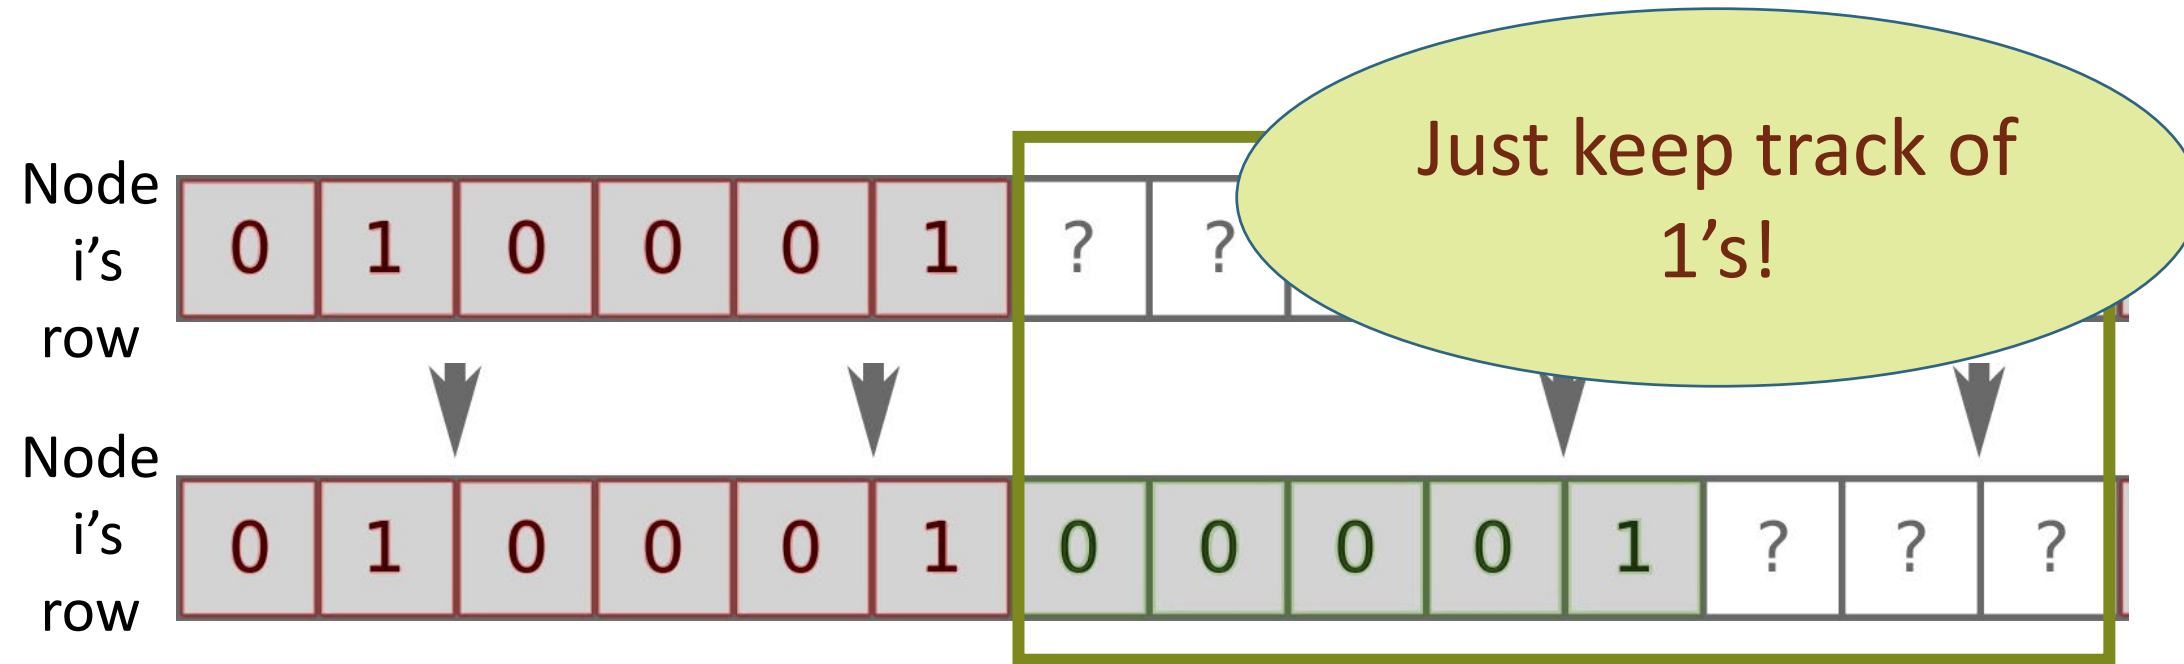 Just keep track of
1’s!
Node
i’s
row
0 1 0 0 0 1 ? ?
Node
i’s
row
0 1 0 0 0 1 0 0 0 0 1 ? ? ?